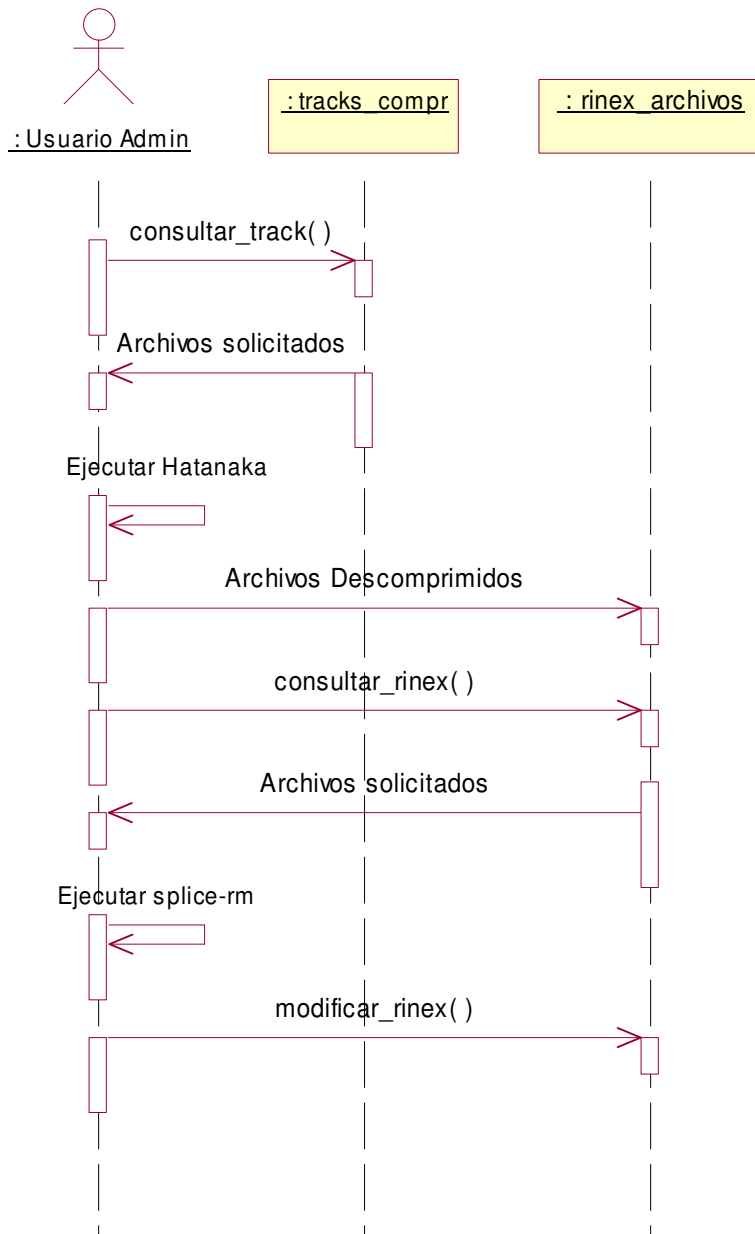 : Usuario Admin
: tracks_compr
: rinex_archivos
consultar_track( )
Archivos solicitados
Ejecutar Hatanaka
Archivos Descomprimidos
consultar_rinex( )
Archivos solicitados
Ejecutar splice-rm
modificar_rinex( )